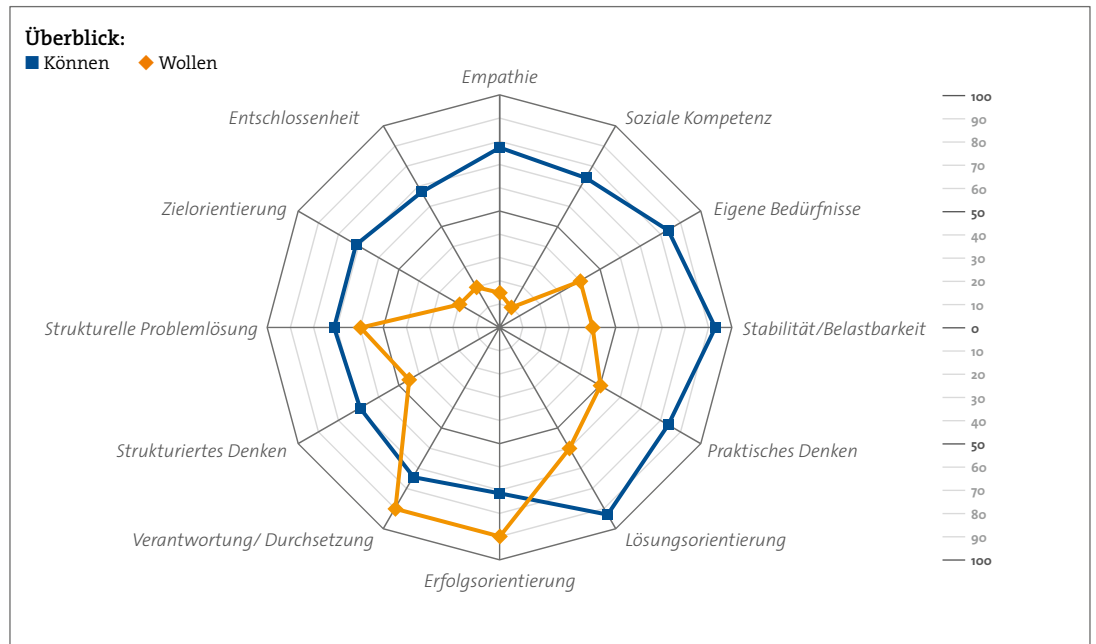 Überblick:
Können Wollen
Empathie
Entschlossenheit
Soziale Kompetenz
Zielorientierung
Eigene Bedürfnisse
Strukturelle Problemlösung
Stabilität/Belastbarkeit
Strukturiertes Denken
Praktisches Denken
Verantwortung/ Durchsetzung
Lösungsorientierung
Erfolgsorientierung
100
90
80
70
60
50
40
30
20
10
0
10
20
30
40
50
60
70
80
90
100